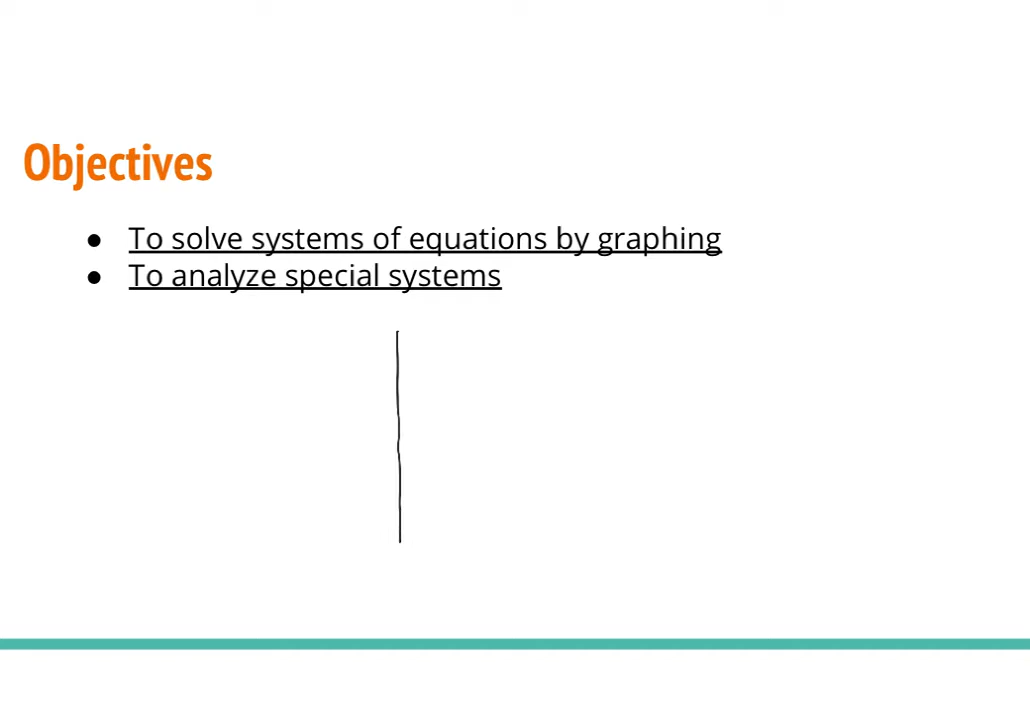 Objectives
● To solve systems of equations by graphing
● To analyze special systems